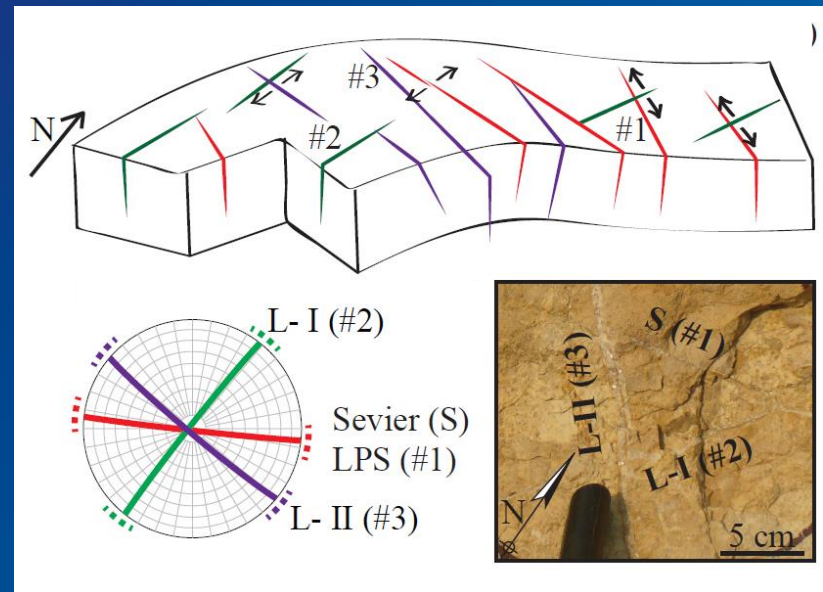 )
#3
N
#2
#1
L- I (#2)
Sevier (S)
LPS (#1)
L- II (#3)
S (#1)
L-II (#3)
L-I (#2)
N
5 cm